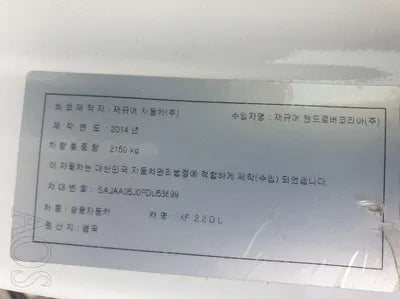 최초제작자 : 재규어 자동차(주) 수입자명 : 재규어 랜드로버코리아(주)
제작연도 : 2014 년
차량총중량 2150 kg
이 자동차는 대한민국 자동차관리법령에 적합하게 제작(수입) 되었습니다.
차대번호 :
차 종 : 승용자동차 차 명 : XF 2.2D L
원산지 : 영국